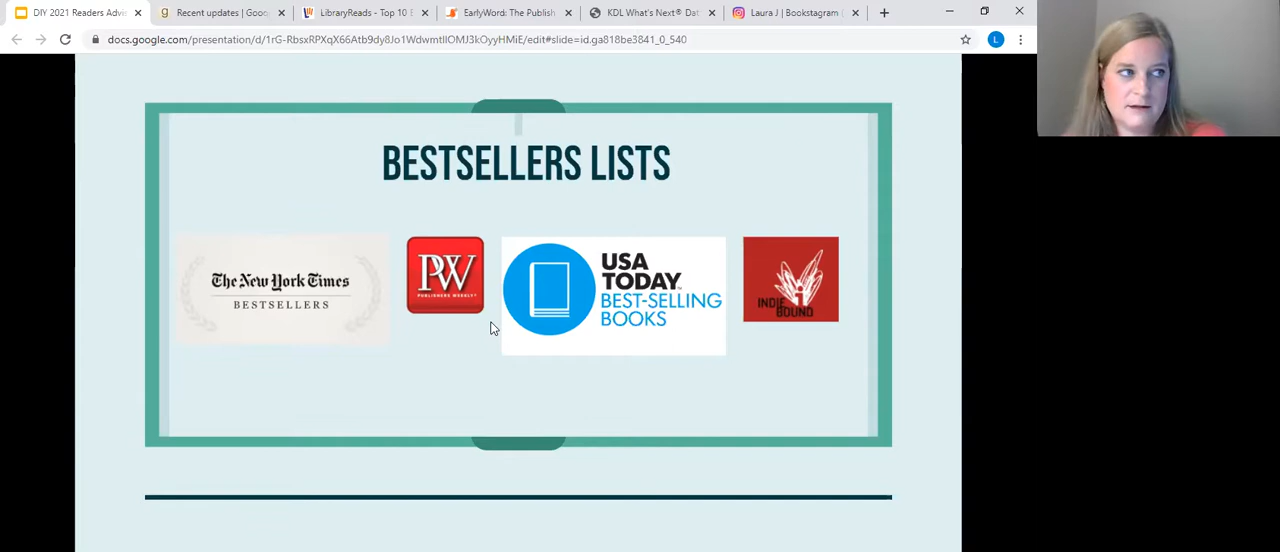 DIY 2021 Readers Advis
Recent updates | Goo
LibraryReads - Top 10 E
EarlyWord: The Publish
KDL What's Next® Dat
Laura J | Bookstagram (
docs.google.com/presentation/d/1rG-RbsxRPXqX66Atb9dy8Jo1WdwmtIlOMJ3kOyyHMiE/edit#slide=id.ga818be3841_0_540
L
BESTSELLERS LISTS
The New York Times
BESTSELLERS
PW
PUBLISHERS WEEKLY
USA
TODAY
BEST-SELLING
BOOKS
INDIE
BOUND